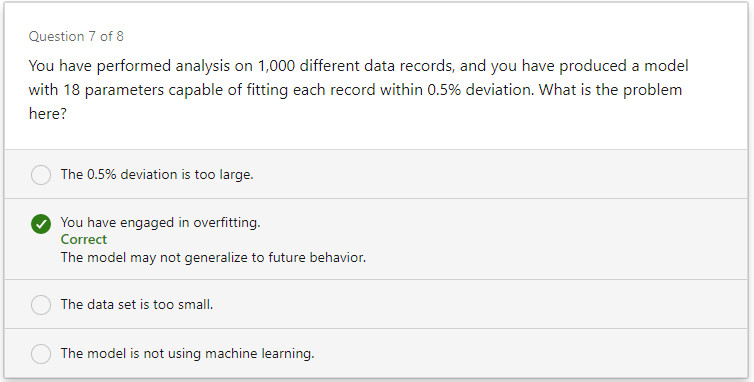 Question 7 of 8
You have performed analysis on 1,000 different data records, and you have produced a model
with 18 parameters capable of fitting each record within 0.5% deviation. What is the problem
here?
The 0.5% deviation is too large.
You have engaged in overfitting.
Correct
The model may not generalize to future behavior.
The data set is too small.
The model is not using machine learning.